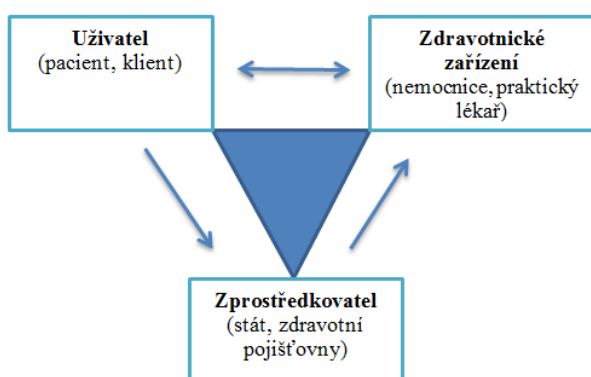 Uživatel
(pacient, klient)
Zdravotnické
zařízení
(nemocnice, praktický
lékař)
Zprostředkovatel
(stát, zdravotní
pojišťovny)